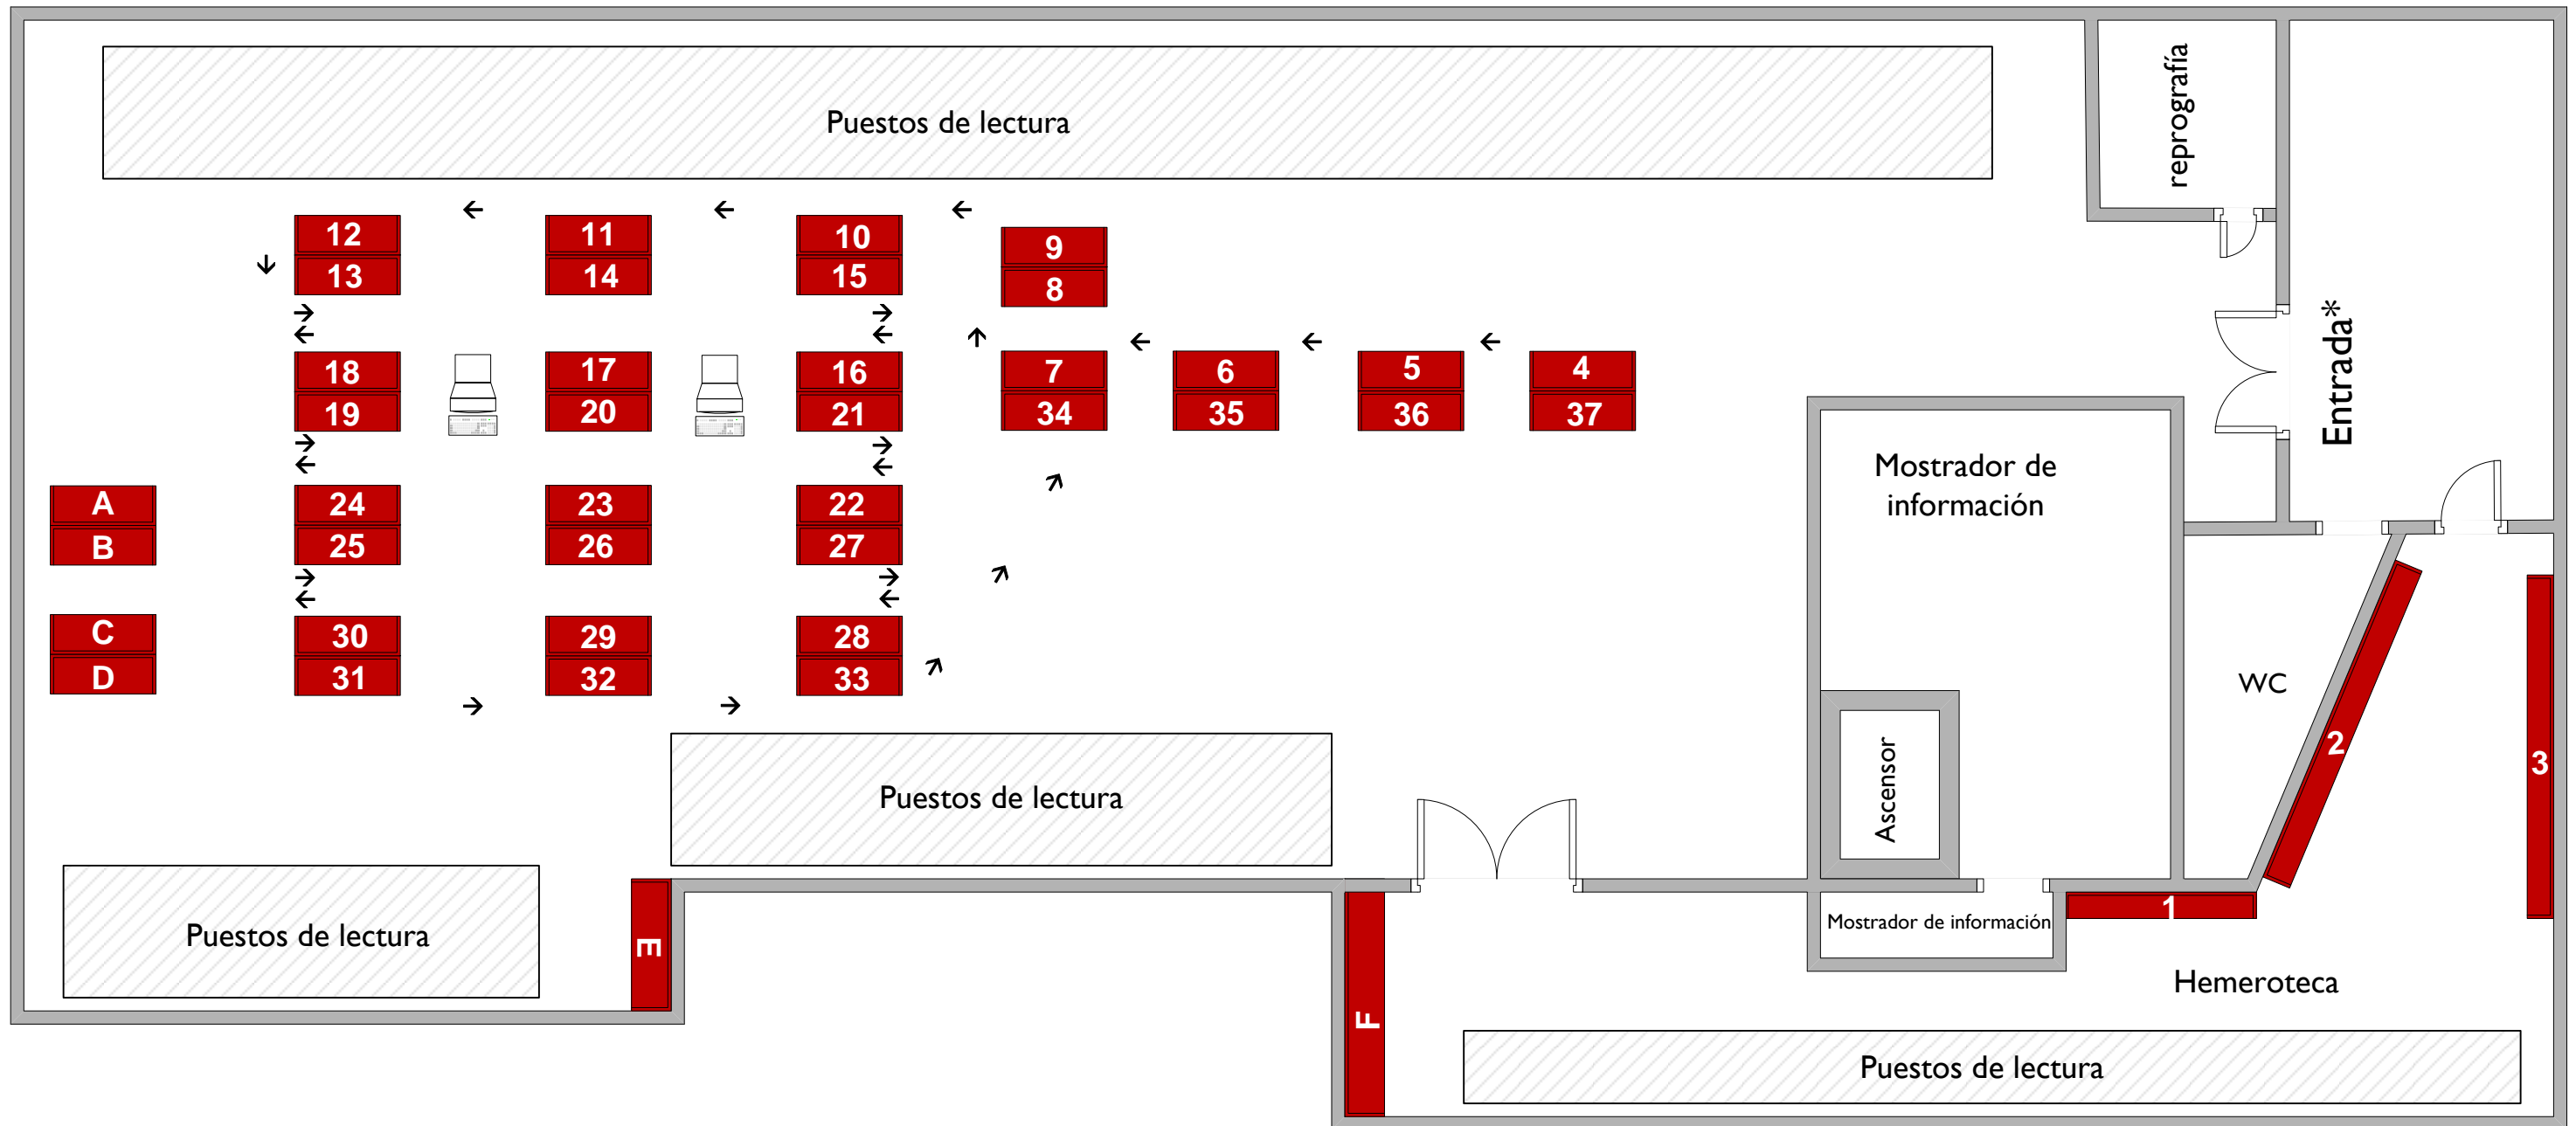 Puestos de lectura
reprografía
12
11
10
9
13
14
15
8
Entrada*
18
17
16
7
6
5
4
19
20
21
34
35
36
37
Mostrador de
información
A
24
23
22
B
25
26
27
C
30
29
28
D
31
32
33
WC
2
3
Puestos de lectura
Ascensor
1
Mostrador de información
Puestos de lectura
E
Hemeroteca
F
Puestos de lectura